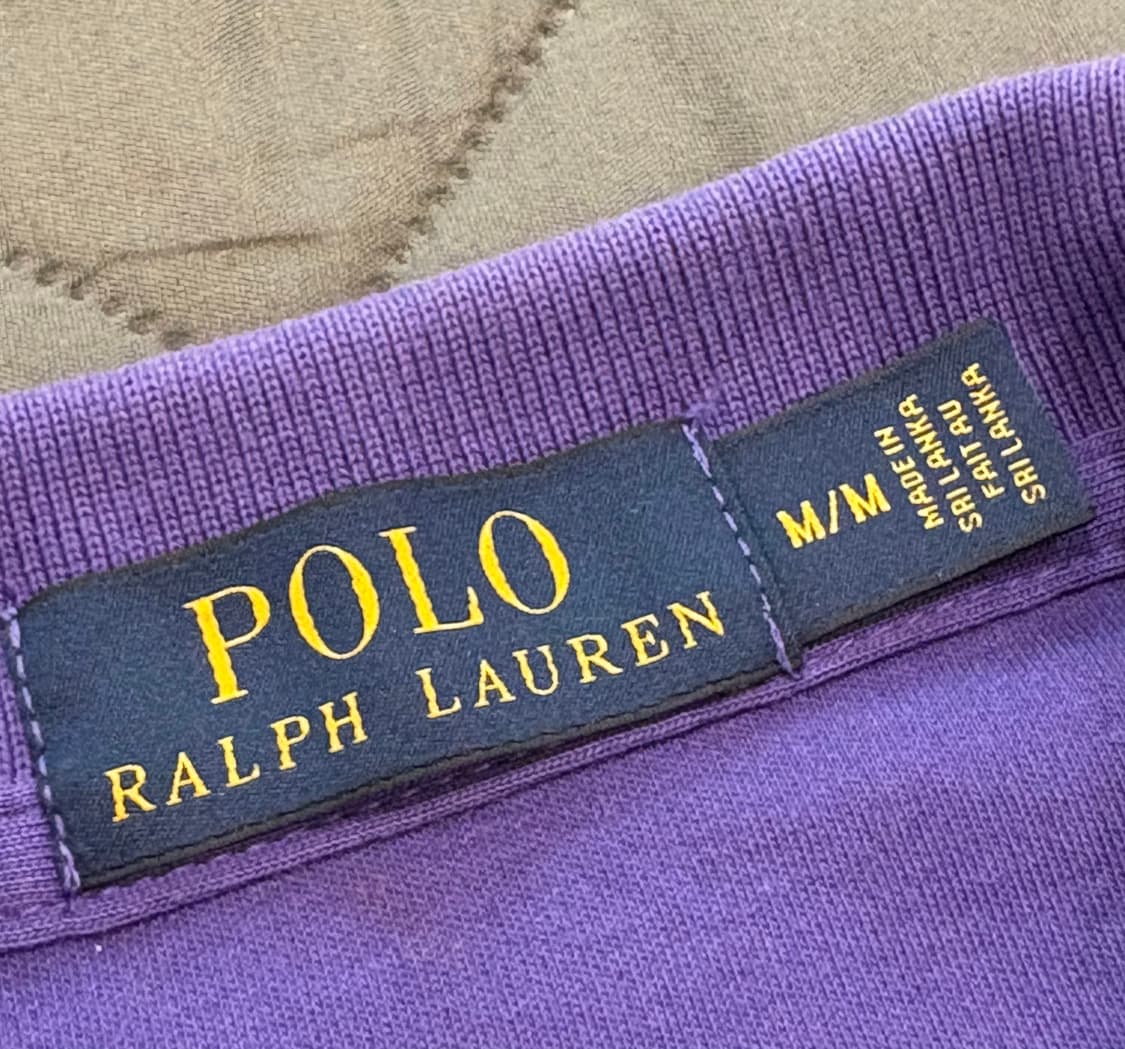 POLO
RALPH LAUREN
M/M
MADE IN
SRI LANKA
FAIT AU
SRI LANKA